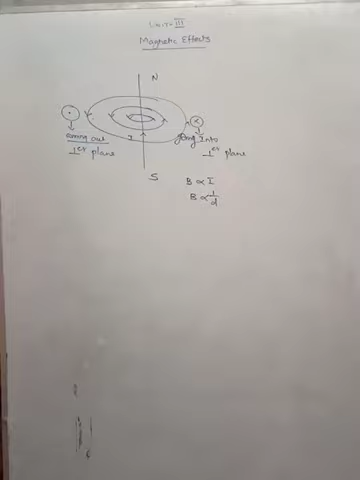 Unit-III
Magnetic Effects
N
coming out
⊥er plane
I
going Into
⊥er plane
S
B ∝ I
B ∝ 1/d